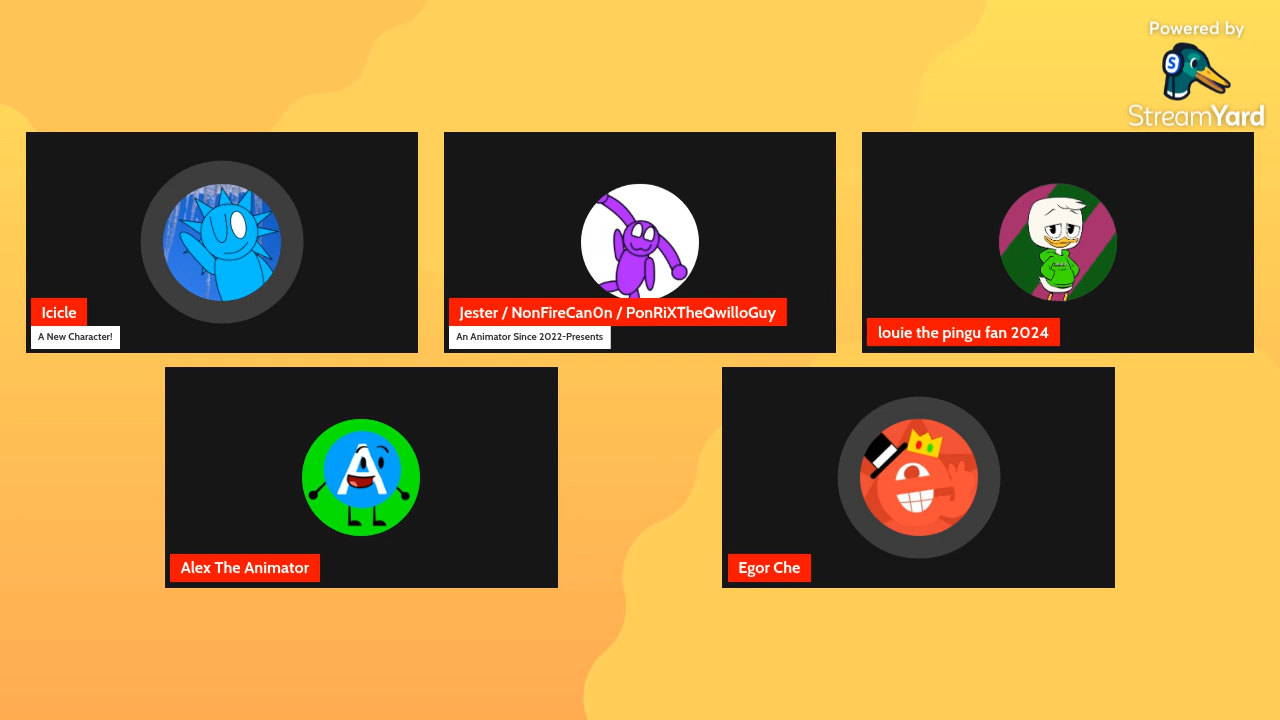 Powered by
S
StreamYard
Icicle
A New Character!
Jester / NonFireCan0n / PonRiXTheQwilloGuy
An Animator Since 2022-Presents
louie the pingu fan 2024
A
Alex The Animator
Egor Che